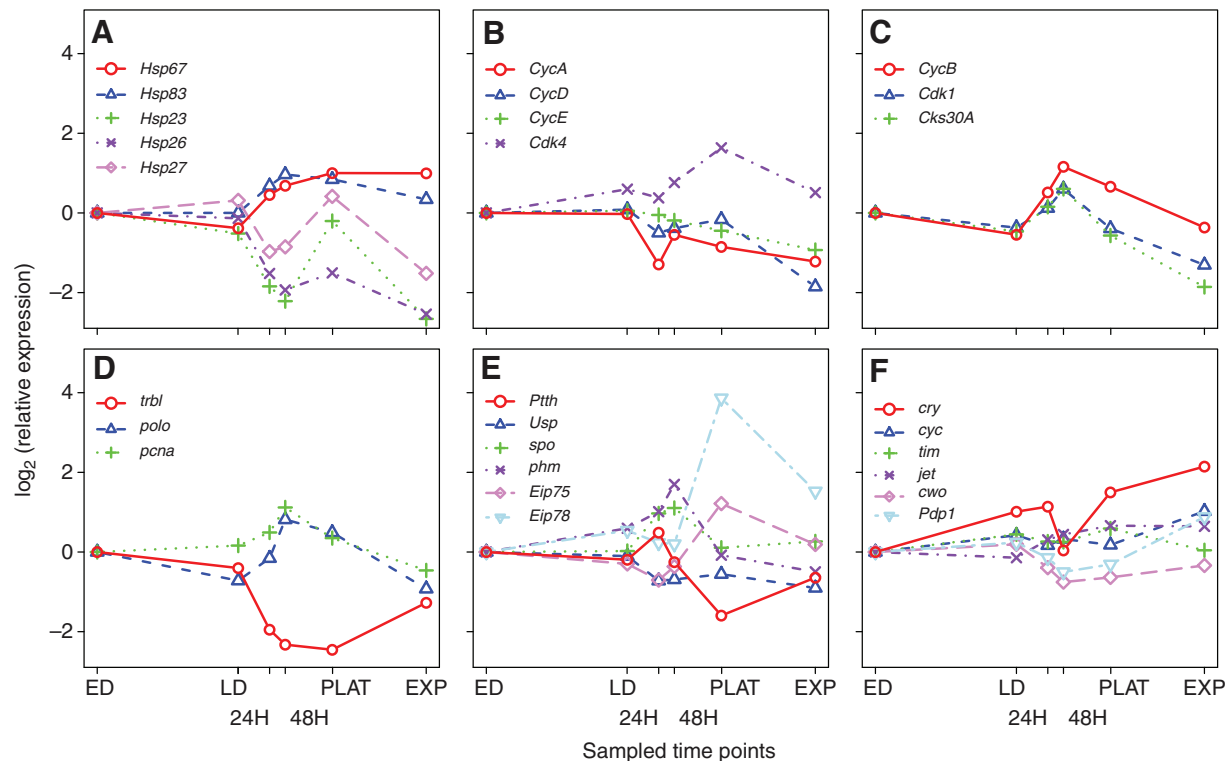 A
Hsp67
Hsp83
Hsp23
Hsp26
Hsp27
B
CycA
CycD
CycE
Cdk4
C
CycB
Cdk1
Cks30A
4
2
0
−2
D
trbl
polo
pcna
E
Ptth
Usp
spo
phm
Eip75
Eip78
F
cry
cyc
tim
jet
cwo
Pdp1
4
2
0
−2
log2 (relative expression)
ED LD PLAT EXP ED LD PLAT EXP ED LD PLAT EXP
24H 48H 24H 48H 24H 48H
Sampled time points